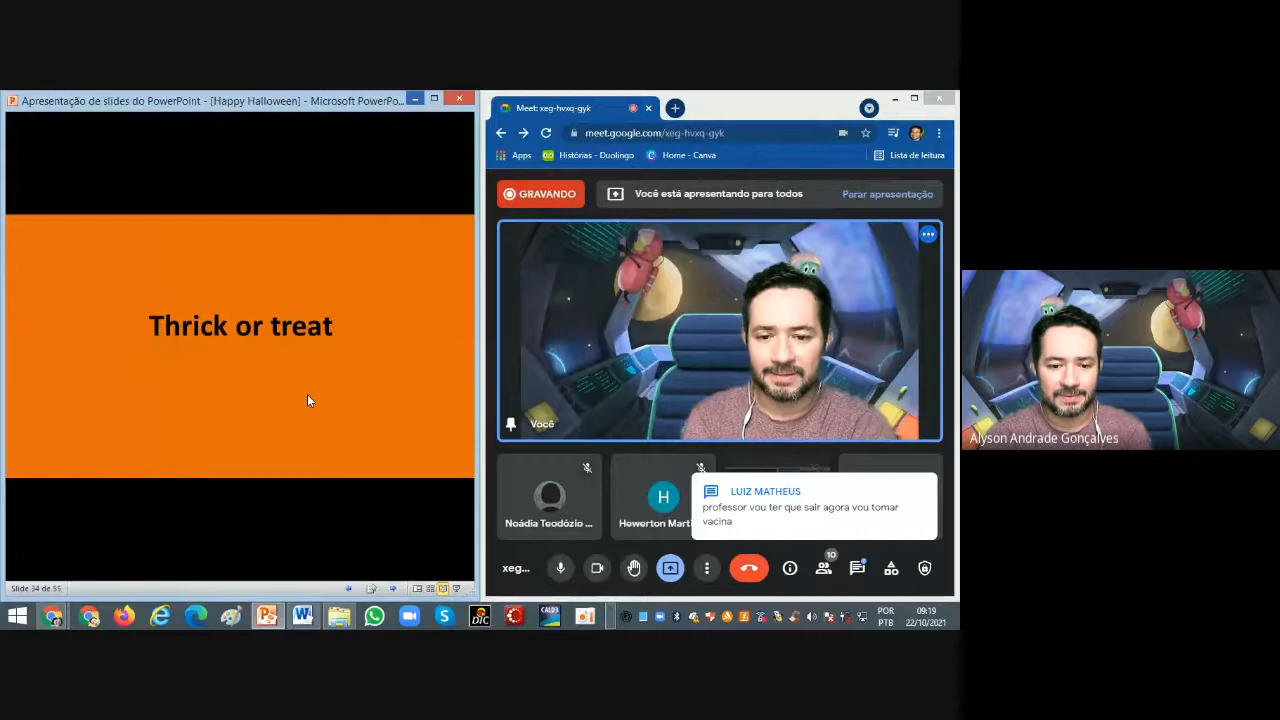 Apresentação de slides do PowerPoint - [Happy Halloween] - Microsoft PowerPo...
Thrick or treat
Slide 34 de 55
Meet: xeg-hvxq-gyk
meet.google.com/xeg-hvxq-gyk
Apps
Histórias - Duolingo
Home - Canva
Lista de leitura
GRAVANDO
Você está apresentando para todos
Parar apresentação
Você
Noádia Teodózio ...
Hewerton Marti
LUIZ MATHEUS
professor vou ter que sair agora vou tomar
vacina
xeg...
10
H
DIC
CALD3
POR
PTB
09:19
22/10/2021
Alyson Andrade Gonçalves